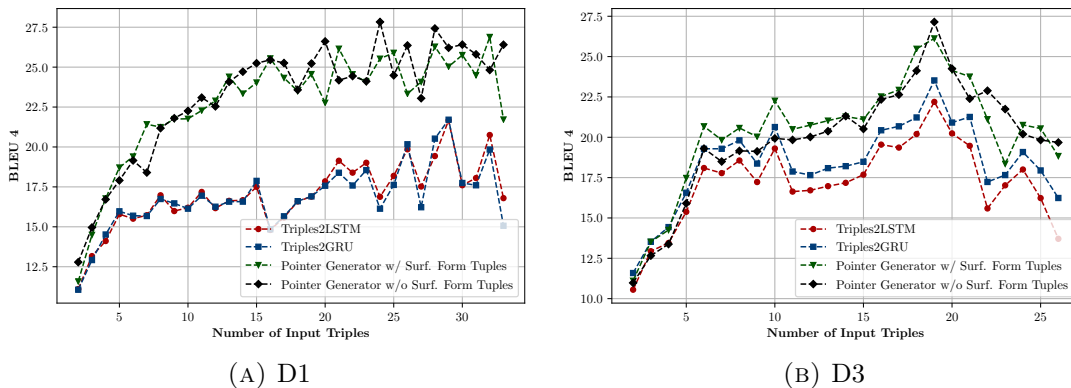 27.5
25.0
22.5
20.0
17.5
15.0
12.5
BLEU 4
5 10 15 20 25 30
Number of Input Triples
Triples2LSTM
Triples2GRU
Pointer Generator w/ Surf. Form Tuples
Pointer Generator w/o Surf. Form Tuples
(A) D1
27.5
25.0
22.5
20.0
17.5
15.0
12.5
10.0
BLEU 4
5 10 15 20 25
Number of Input Triples
Triples2LSTM
Triples2GRU
Pointer Generator w/ Surf. Form Tuples
Pointer Generator w/o Surf. Form Tuples
(B) D3